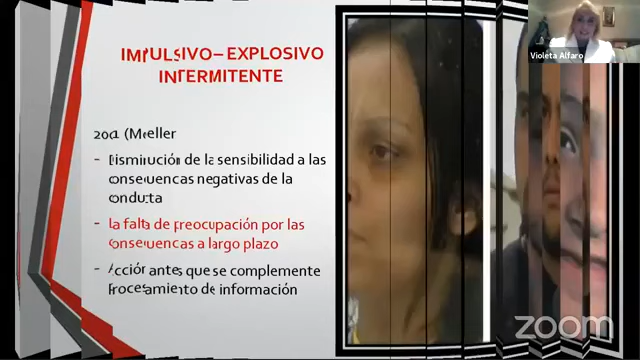 IMPULSIVO – EXPLOSIVO
INTERMITENTE
(Moeller
- Disminución de la sensibilidad a las
consecuencias negativas de la
conducta
- La falta de preocupación por las
consecuencias a largo plazo
- Acción antes que se complemente
Procesamiento de información
Violeta Alfaro
zoom